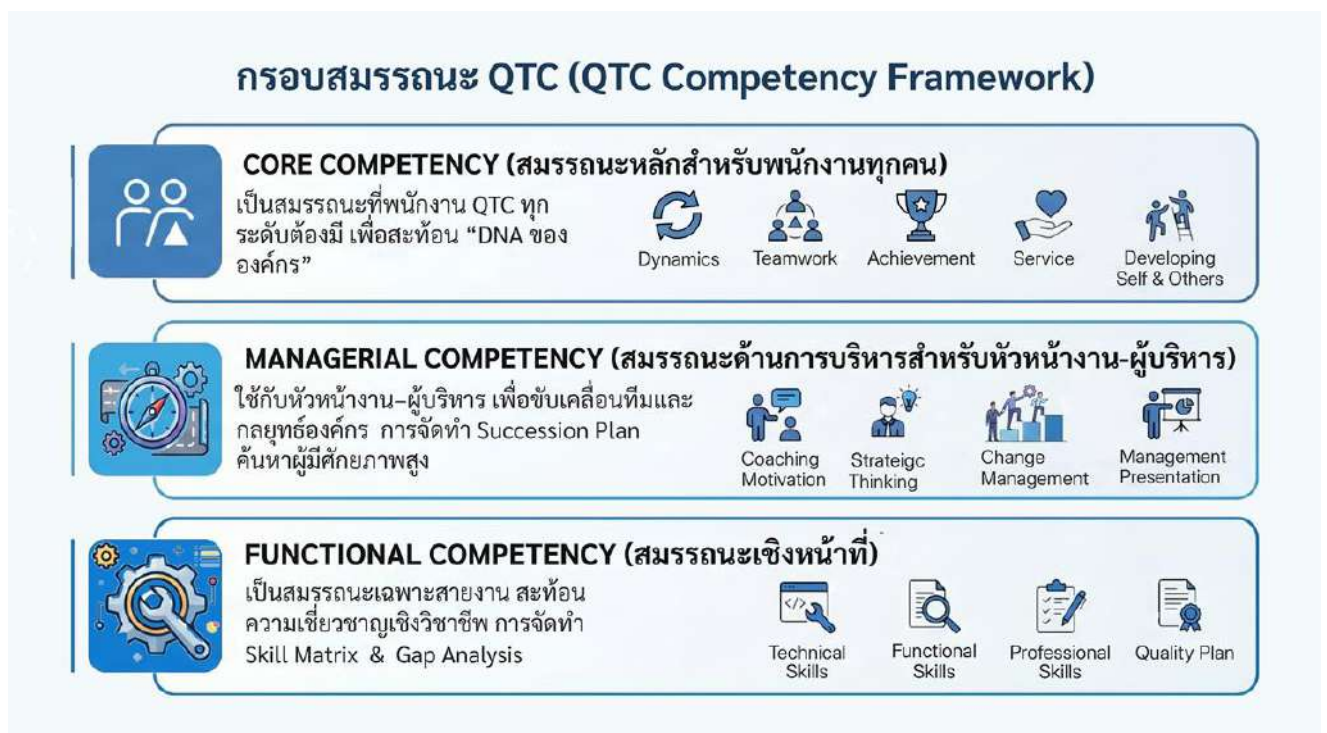 กรอบสมรรถนะ QTC (QTC Competency Framework)
CORE COMPETENCY (สมรรถนะหลักสำหรับพนักงานทุกคน)
เป็นสมรรถนะที่พนักงาน QTC ทุก
ระดับต้องมี เพื่อสะท้อน “DNA ของ
องค์กร”
Dynamics
Teamwork
Achievement
Service
Developing
Self & Others
MANAGERIAL COMPETENCY (สมรรถนะด้านการบริหารสำหรับหัวหน้างาน-ผู้บริหาร)
ใช้กับหัวหน้างาน–ผู้บริหาร เพื่อขับเคลื่อนทีมและ
กลยุทธ์องค์กร การจัดทำ Succession Plan
ค้นหาผู้มีศักยภาพสูง
Coaching
Motivation
Strateigc
Thinking
Change
Management
Management
Presentation
FUNCTIONAL COMPETENCY (สมรรถนะเชิงหน้าที่)
เป็นสมรรถนะเฉพาะสายงาน สะท้อน
ความเชี่ยวชาญเชิงวิชาชีพ การจัดทำ
Skill Matrix & Gap Analysis
</>
Technical
Skills
Functional
Skills
Professional
Skills
Quality Plan